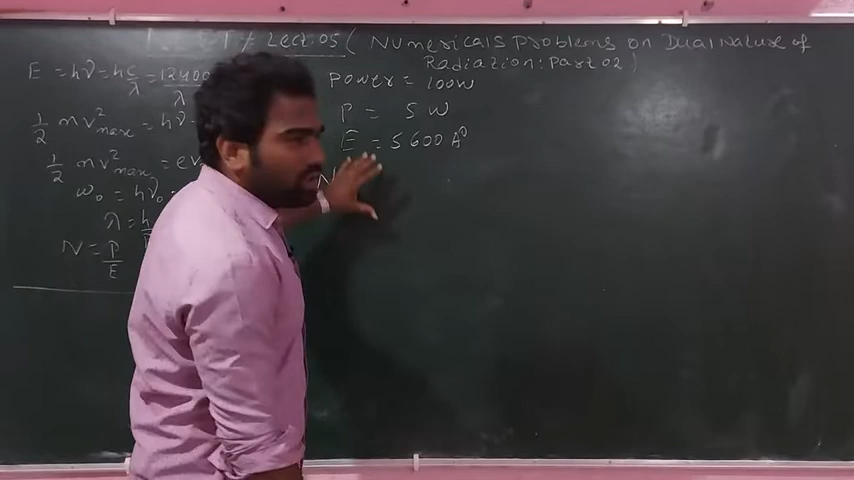 Lect.05 ( Numericals problems on Dual Nature of
Radiation: Part 02 )
E = hν = hc/λ = 12400/λ
1/2 mv²max = hν -
1/2 mv²max = eV
w₀ = hν₀ =
λ = h/
N = P/E
Power = 100W
P = 5 W
E = 5600 A°
N